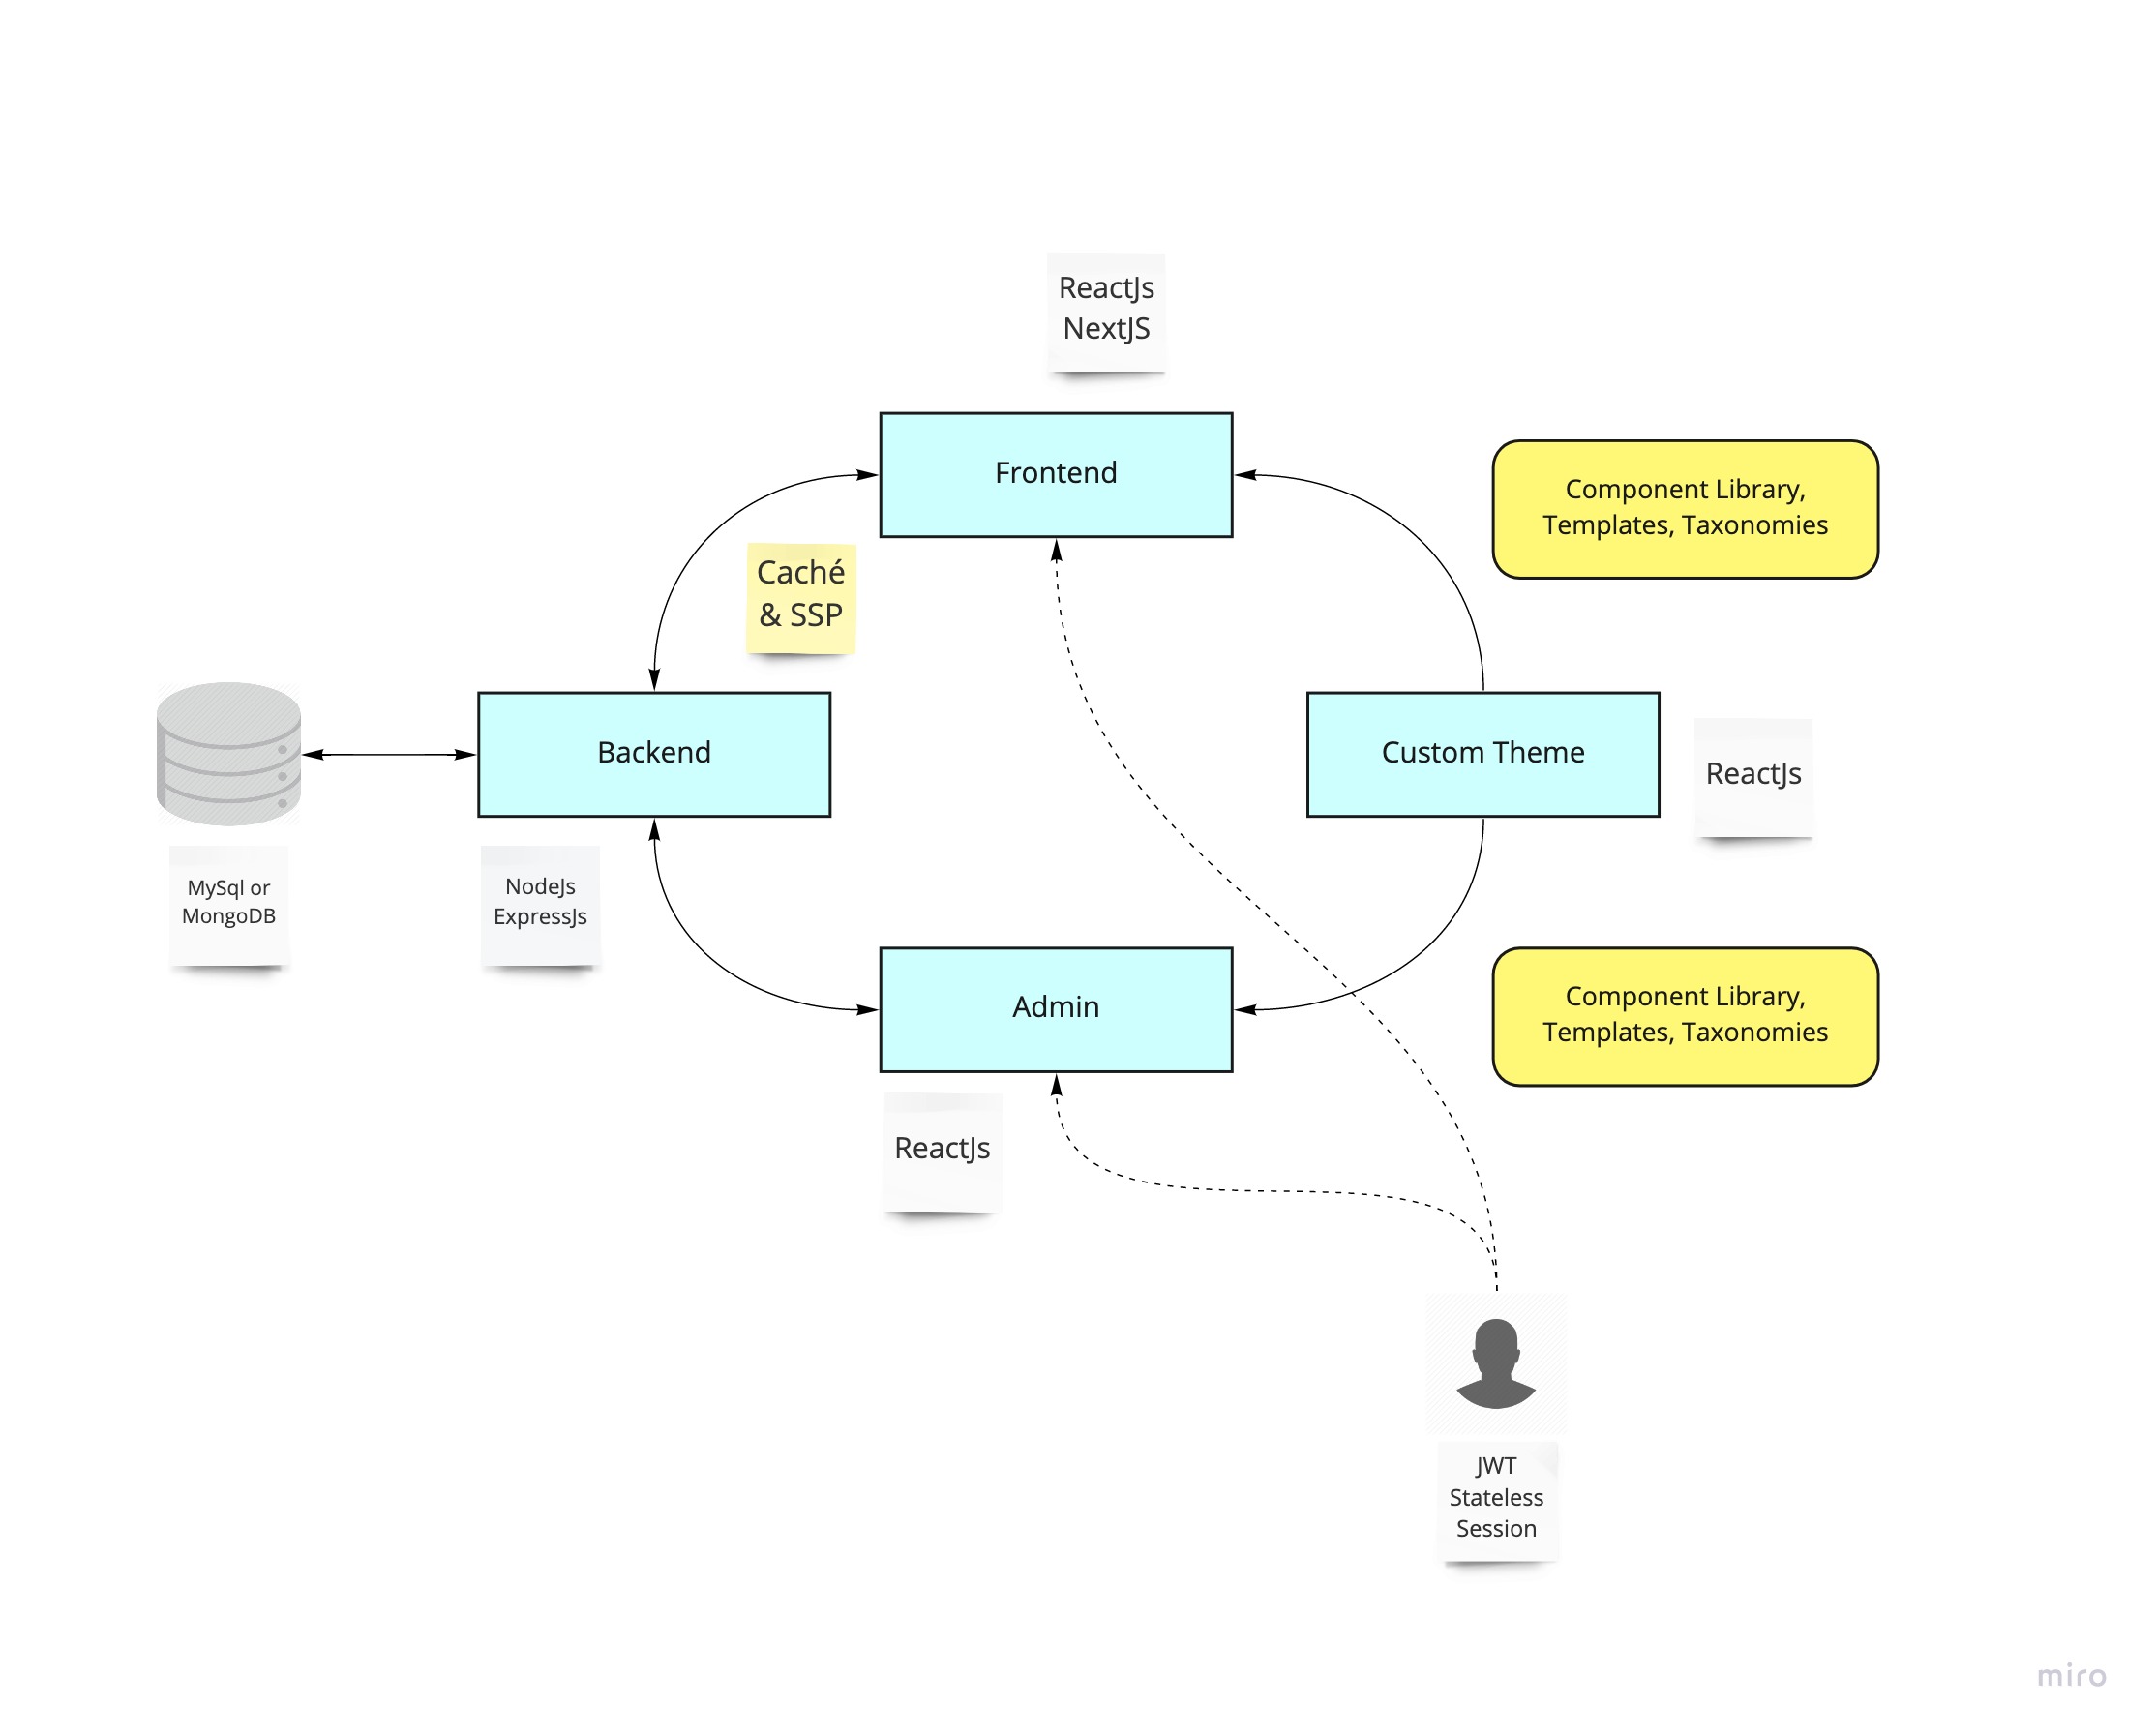 ReactJs
NextJS
Frontend
Component Library,
Templates, Taxonomies
Caché
& SSP
Backend
Custom Theme
ReactJs
MySql or
MongoDB
NodeJs
ExpressJs
Admin
Component Library,
Templates, Taxonomies
ReactJs
JWT
Stateless
Session
miro